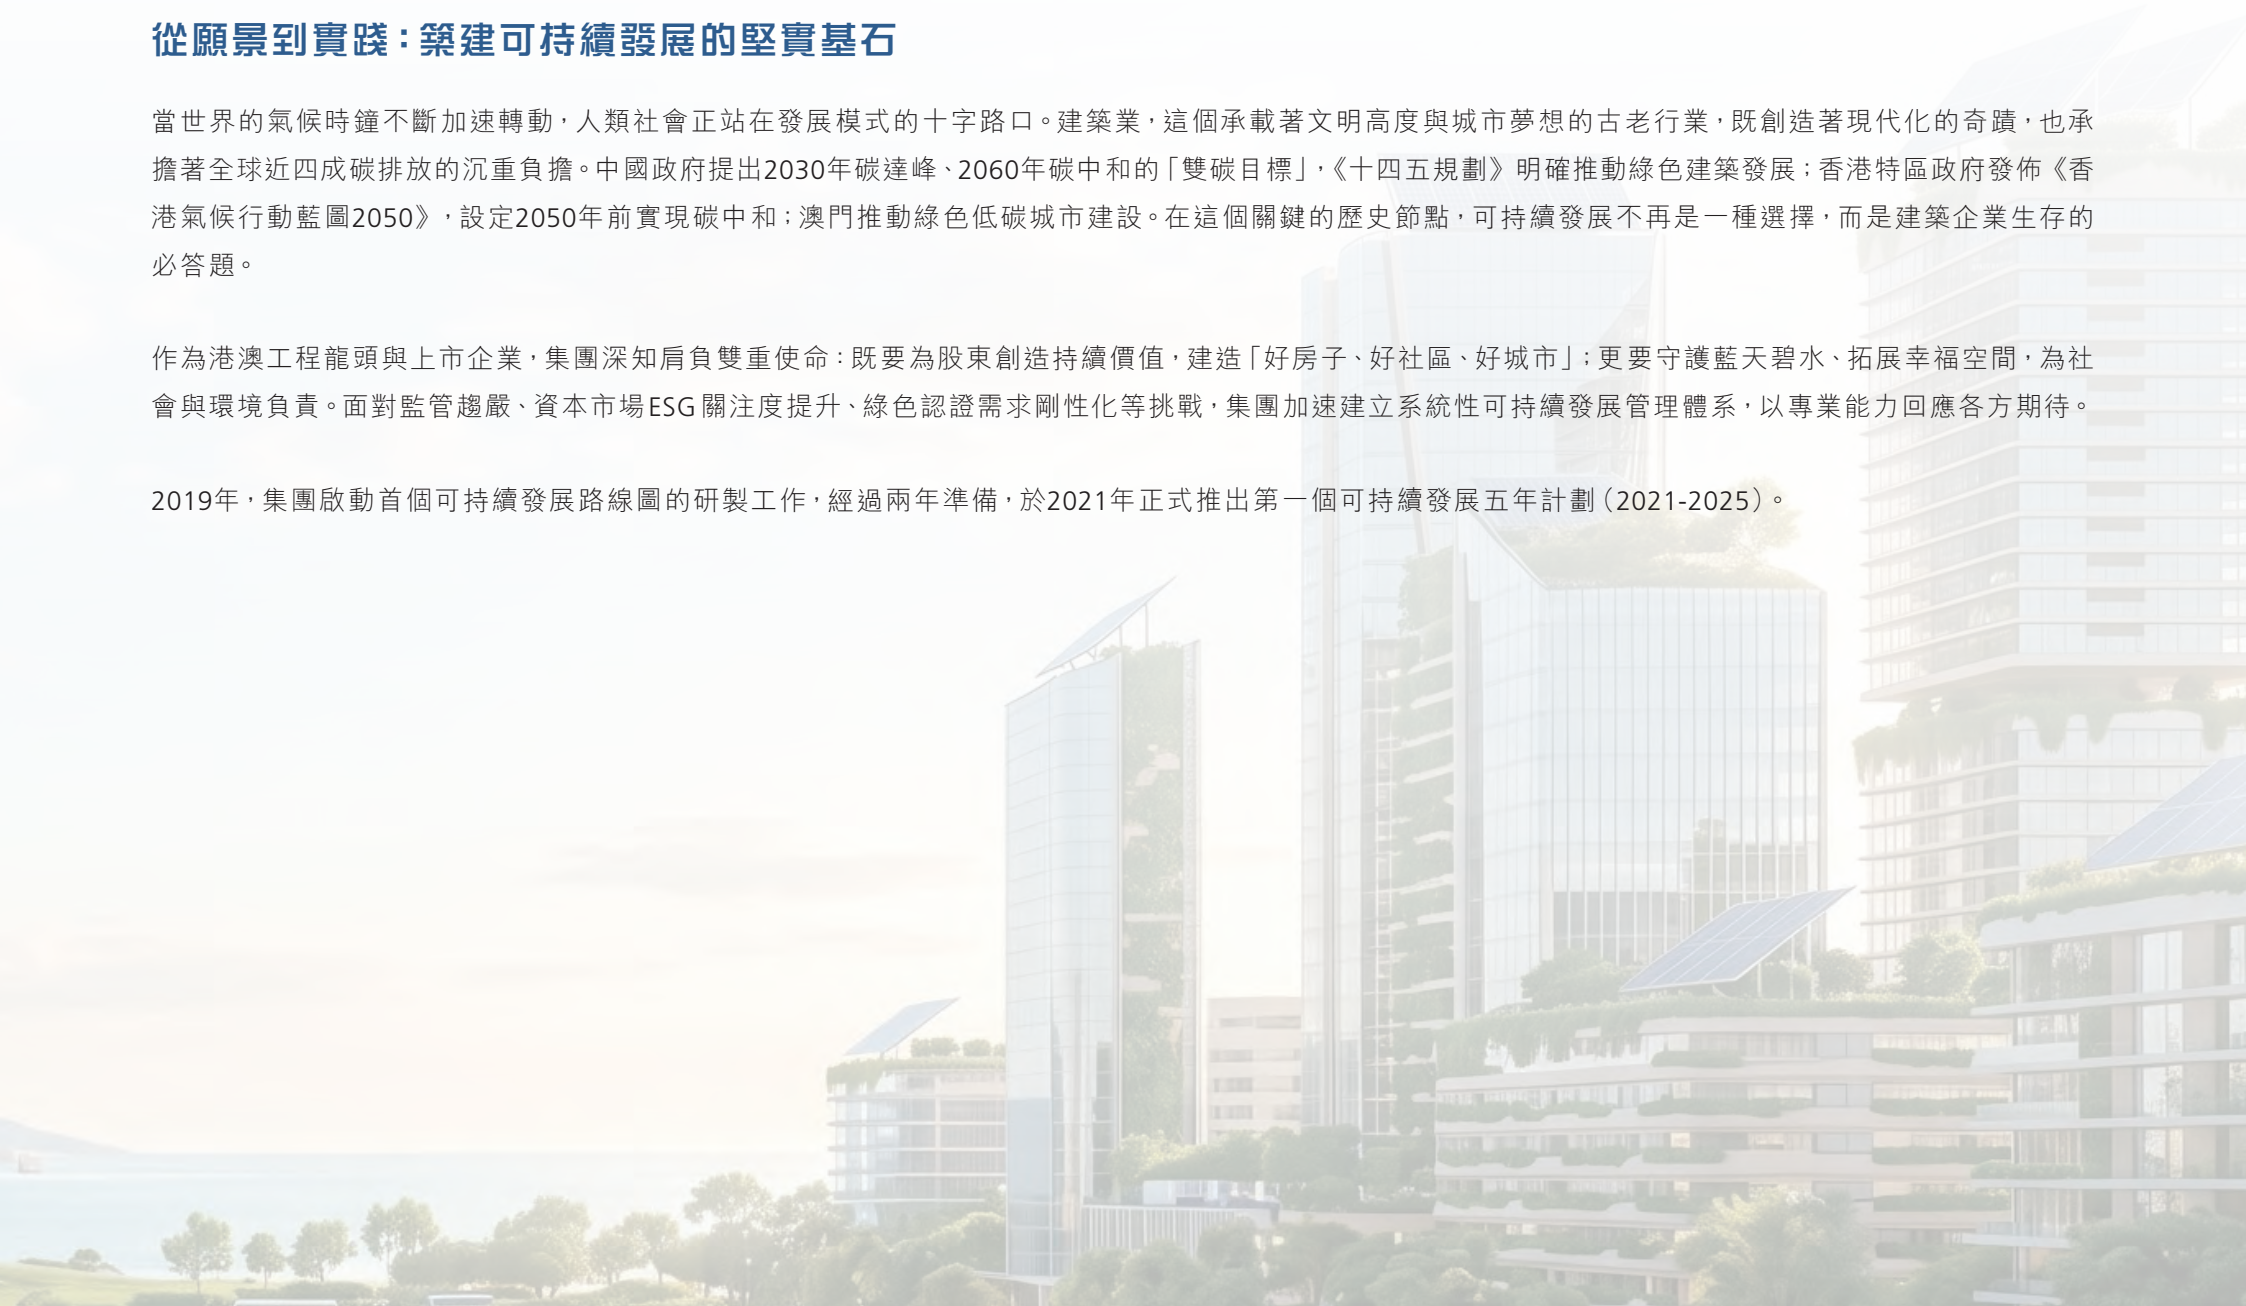 從願景到實踐：築建可持續發展的堅實基石
當世界的氣候時鐘不斷加速轉動，人類社會正站在發展模式的十字路口。建築業，這個承載著文明高度與城市夢想的古老行業，既創造著現代化的奇蹟，也承
擔著全球近四成碳排放的沉重負擔。中國政府提出2030年碳達峰、2060年碳中和的「雙碳目標」，《十四五規劃》明確推動綠色建築發展；香港特區政府發佈《香
港氣候行動藍圖2050》，設定2050年前實現碳中和；澳門推動綠色低碳城市建設。在這個關鍵的歷史節點，可持續發展不再是一種選擇，而是建築企業生存的
必答題。
作為港澳工程龍頭與上市企業，集團深知肩負雙重使命：既要為股東創造持續價值，建造「好房子、好社區、好城市」；更要守護藍天碧水、拓展幸福空間，為社
會與環境負責。面對監管趨嚴、資本市場ESG關注度提升、綠色認證需求剛性化等挑戰，集團加速建立系統性可持續發展管理體系，以專業能力回應各方期待。
2019年，集團啟動首個可持續發展路線圖的研製工作，經過兩年準備，於2021年正式推出第一個可持續發展五年計劃（2021-2025）。